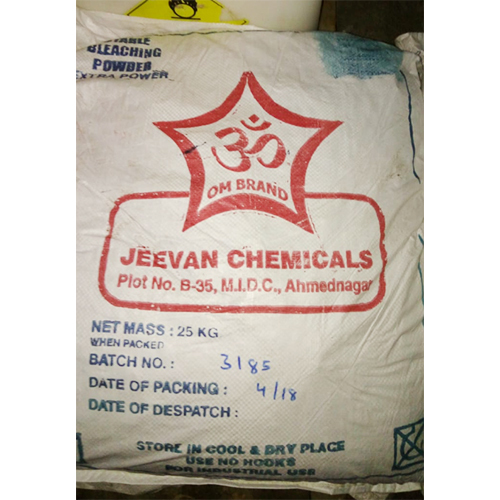 STABLE
BLEACHING
POWDER
EXTRA POWER
ॐ
OM BRAND
JEEVAN CHEMICALS
Plot No. B-35, M.I.D.C., Ahmednagar
NET MASS : 25 KG
WHEN PACKED
BATCH NO. : 3185
DATE OF PACKING : 4/18
DATE OF DESPATCH :
STORE IN COOL & DRY PLACE
USE NO HOOKS
FOR INDUSTRIAL USE